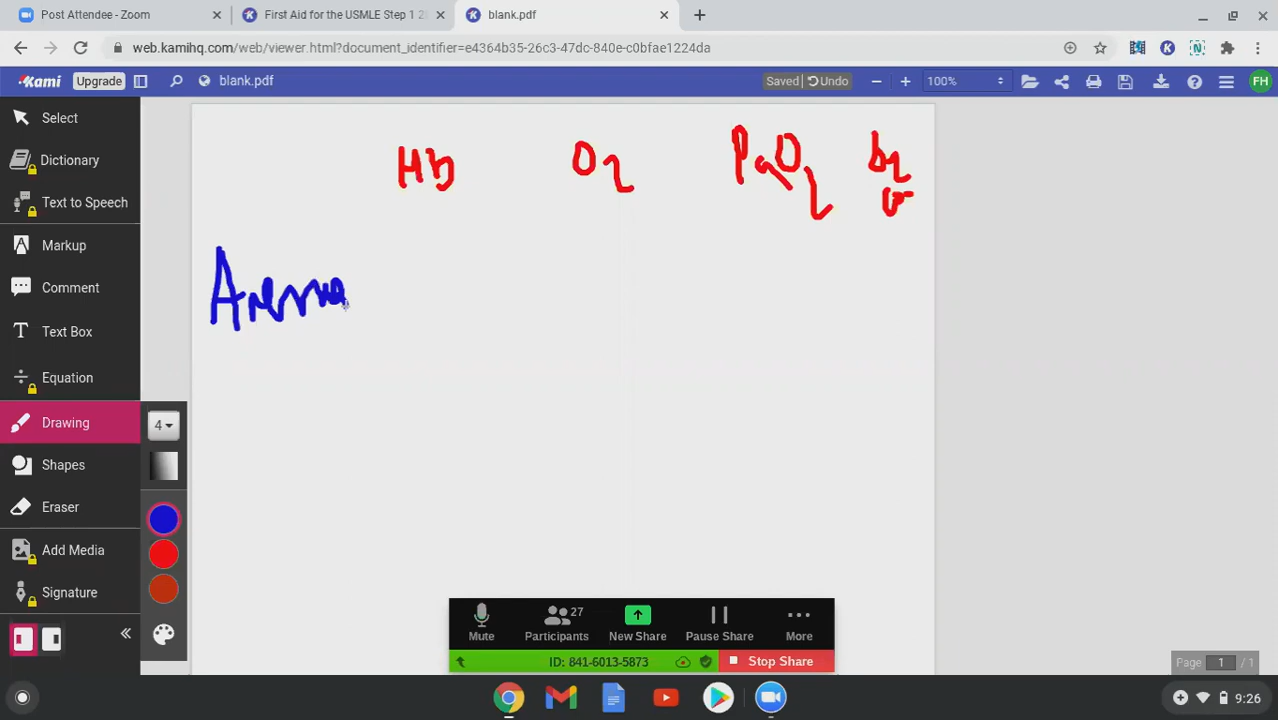 Post Attendee - Zoom
First Aid for the USMLE Step 1 2
blank.pdf
web.kamihq.com/web/viewer.html?document_identifier=e4364b35-26c3-47dc-840e-c0bfae1224da
Kami Upgrade blank.pdf Saved Undo 100% FH
Select
Dictionary
Text to Speech
Markup
Comment
Text Box
Equation
Drawing
Shapes
Eraser
Add Media
Signature
4
Hb O2 PaO2
Anemia
27
Mute Participants New Share Pause Share More
ID: 841-6013-5873 Stop Share
Page 1 / 1
9:26